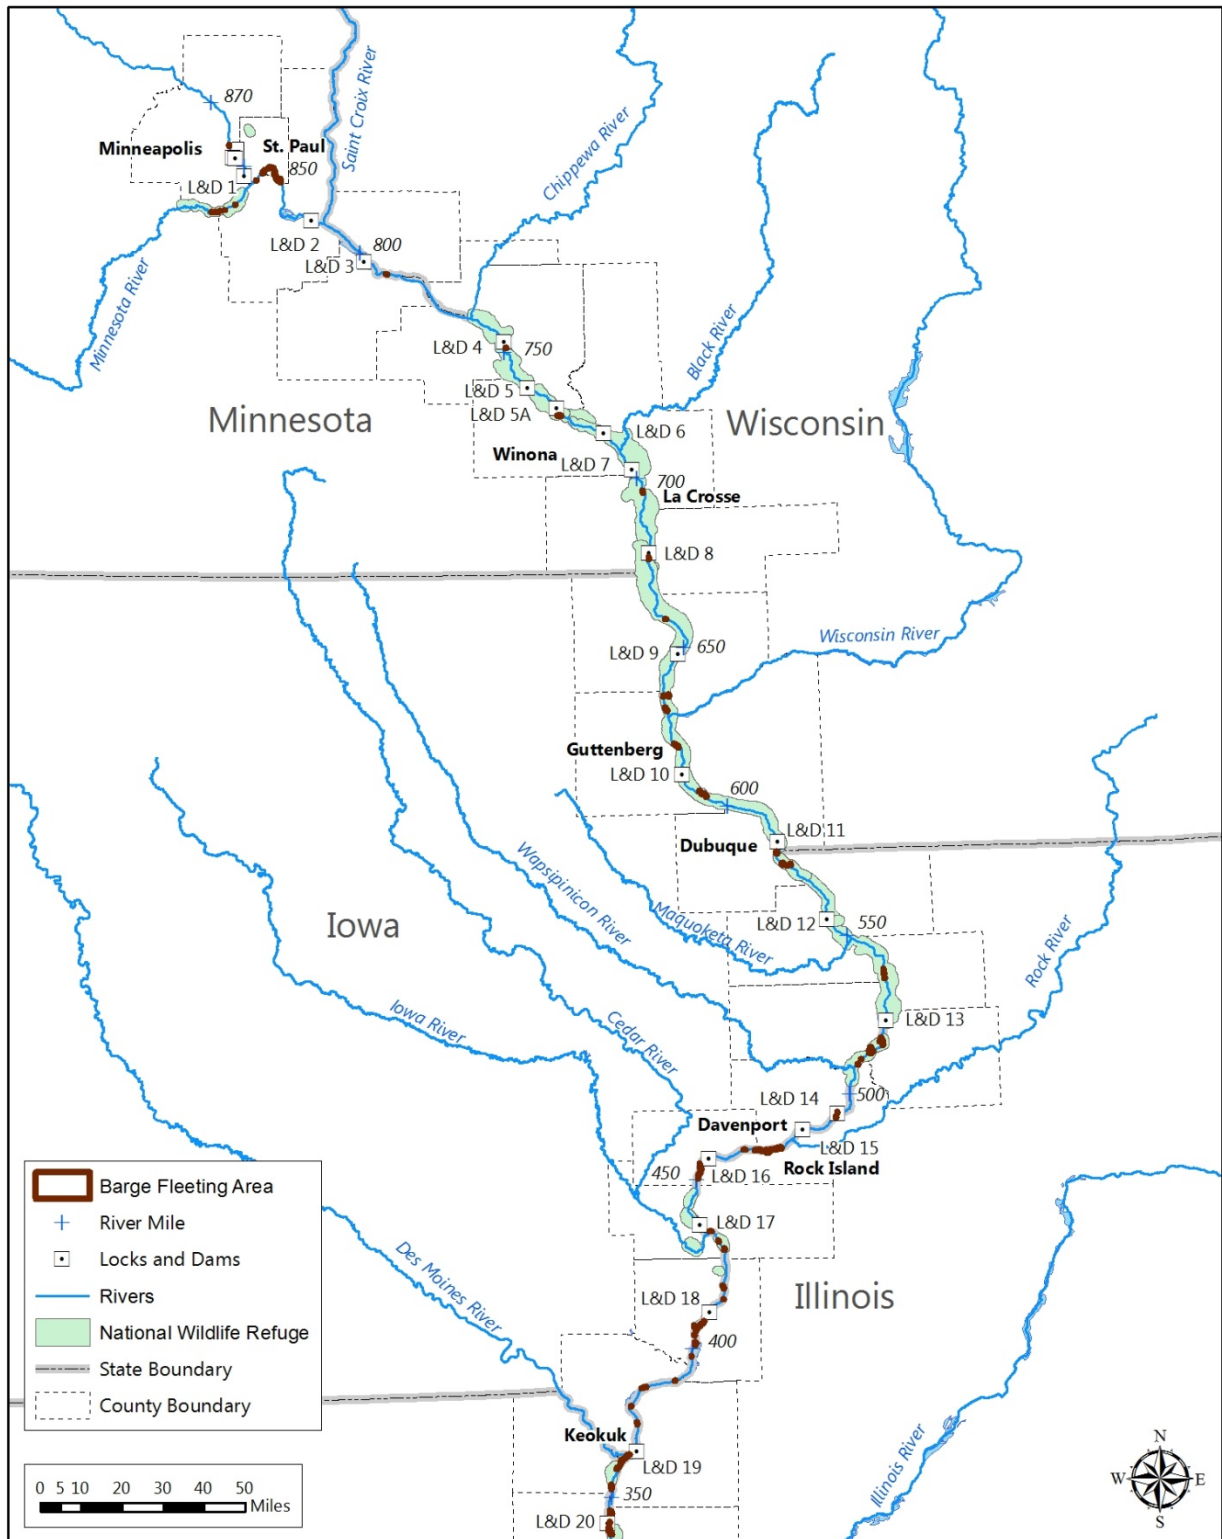 870
Saint Croix River
Minneapolis
St. Paul
850
L&D 1
Chippewa River
L&D 2
800
L&D 3
Minnesota River
Black River
L&D 4
750
L&D 5
L&D 5A
Minnesota
Wisconsin
L&D 6
Winona
L&D 7
700
La Crosse
L&D 8
Wisconsin River
L&D 9
650
Guttenberg
L&D 10
600
L&D 11
Dubuque
Wapsipinicon River
Maquoketa River
L&D 12
550
Iowa
Rock River
Iowa River
Cedar River
L&D 13
L&D 14
500
Davenport
L&D 15
Rock Island
450
L&D 16
L&D 17
Des Moines River
L&D 18
Illinois
400
Keokuk
L&D 19
350
L&D 20
Illinois River
Barge Fleeting Area
River Mile
Locks and Dams
Rivers
National Wildlife Refuge
State Boundary
County Boundary
0 5 10 20 30 40 50
Miles
N
W E
S